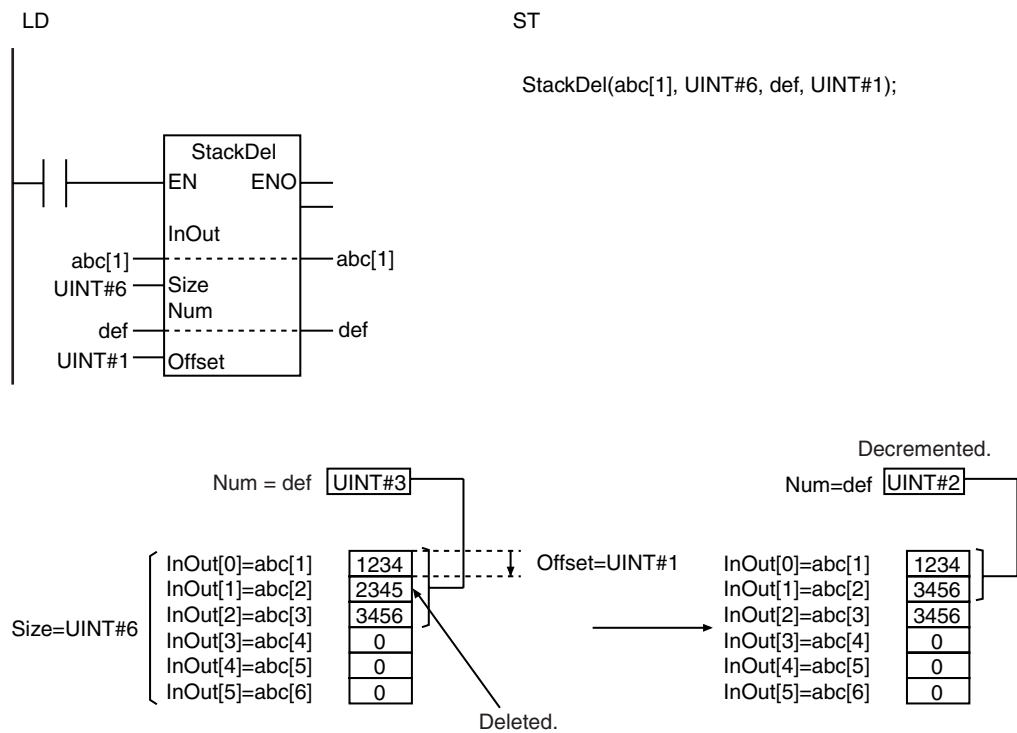 LD
ST
StackDel(abc[1], UINT#6, def, UINT#1);
StackDel
EN ENO
InOut
abc[1] abc[1]
UINT#6 Size
Num
def def
UINT#1 Offset
Decremented.
Num = def UINT#3
Num=def UINT#2
Size=UINT#6
InOut[0]=abc[1] 1234
InOut[1]=abc[2] 2345
InOut[2]=abc[3] 3456
InOut[3]=abc[4] 0
InOut[4]=abc[5] 0
InOut[5]=abc[6] 0
Offset=UINT#1
Deleted.
InOut[0]=abc[1] 1234
InOut[1]=abc[2] 3456
InOut[2]=abc[3] 3456
InOut[3]=abc[4] 0
InOut[4]=abc[5] 0
InOut[5]=abc[6] 0